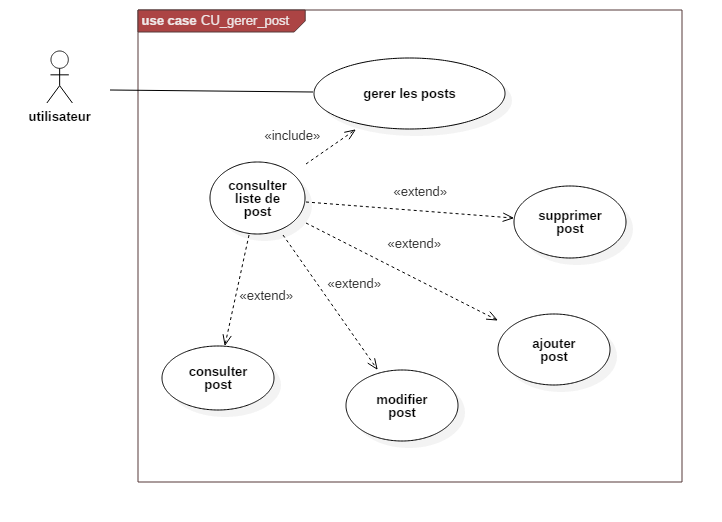 use case CU_gerer_post
utilisateur
gerer les posts
«include»
consulter
liste de
post
«extend»
supprimer
post
«extend»
«extend»
«extend»
ajouter
post
consulter
post
modifier
post